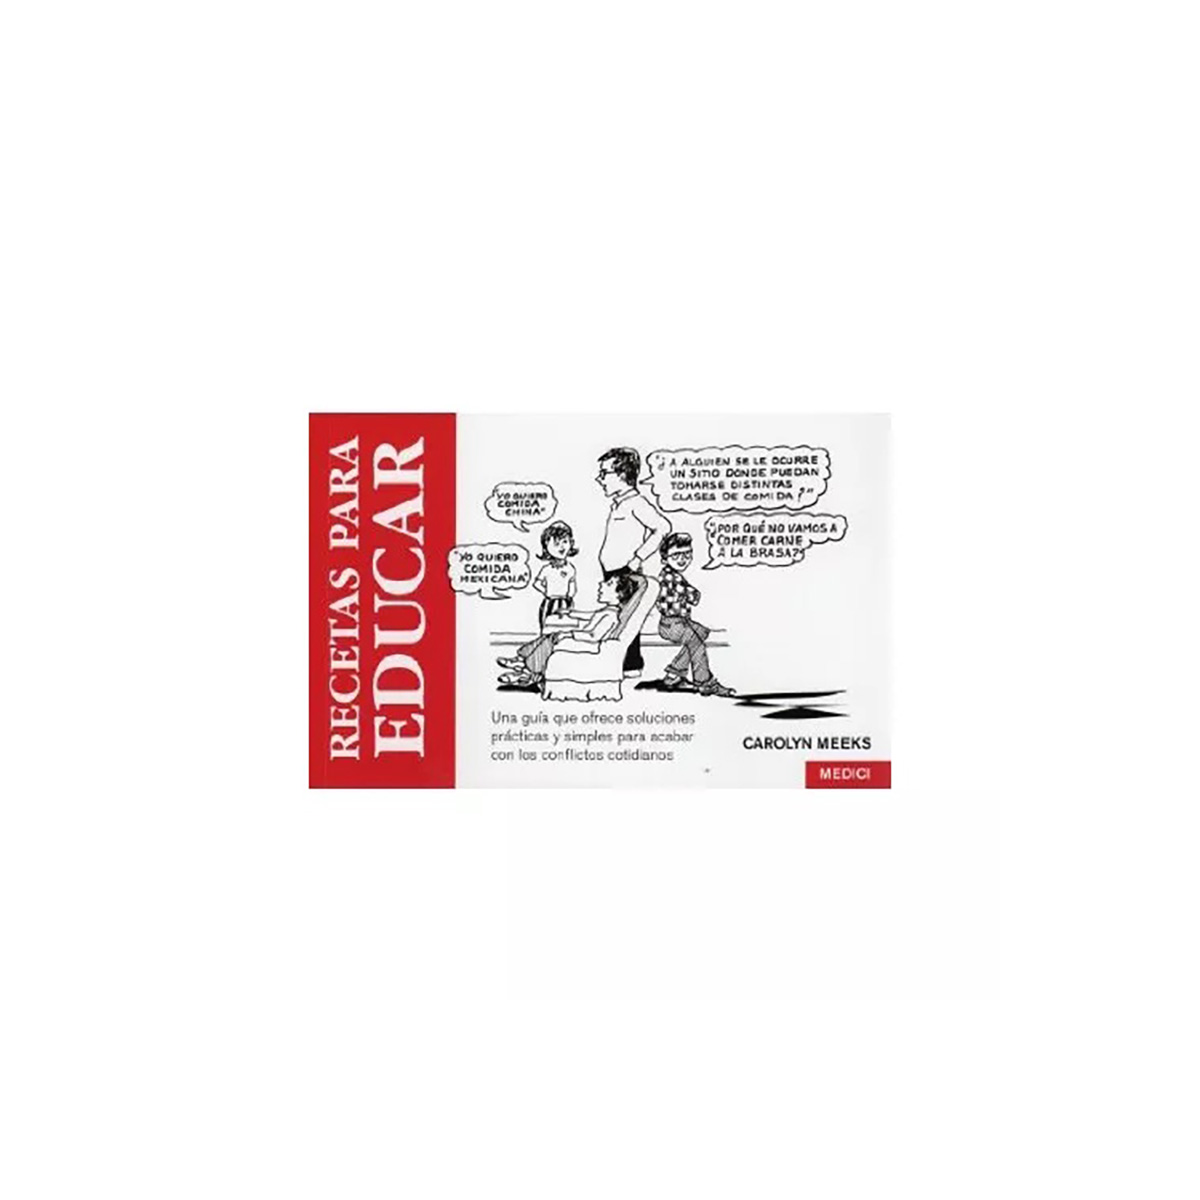 RECETAS PARA
EDUCAR
"¿A ALGUIEN SE LE OCURRE
UN SITIO DONDE PUEDAN
TOMARSE DISTINTAS
CLASES DE COMIDA?"
"YO QUIERO
COMIDA
CHINA"
"¿POR QUÉ NO VAMOS A
COMER CARNE
A LA BRASA?"
"YO QUIERO
COMIDA
MEXICANA"
Una guía que ofrece soluciones
prácticas y simples para acabar
con los conflictos cotidianos
CAROLYN MEEKS
MEDICI